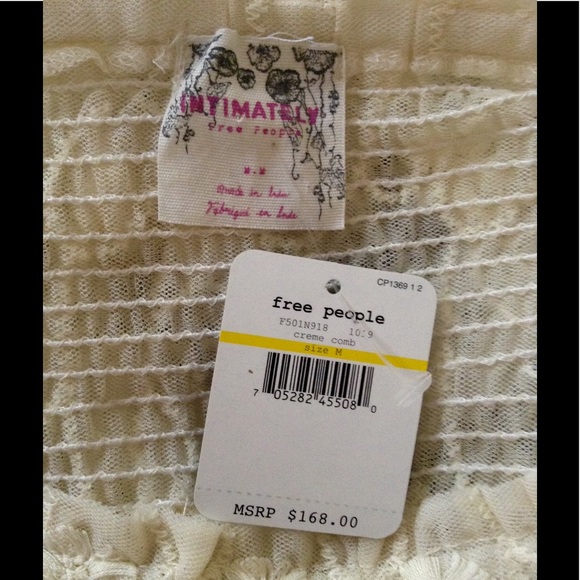 INTIMATELY
free People
M.M
Made in India
Fabriqué en Inde
CP1369 1 2
free people
F501N918
creme comb
size M
7 05282 45508 0
MSRP $168.00